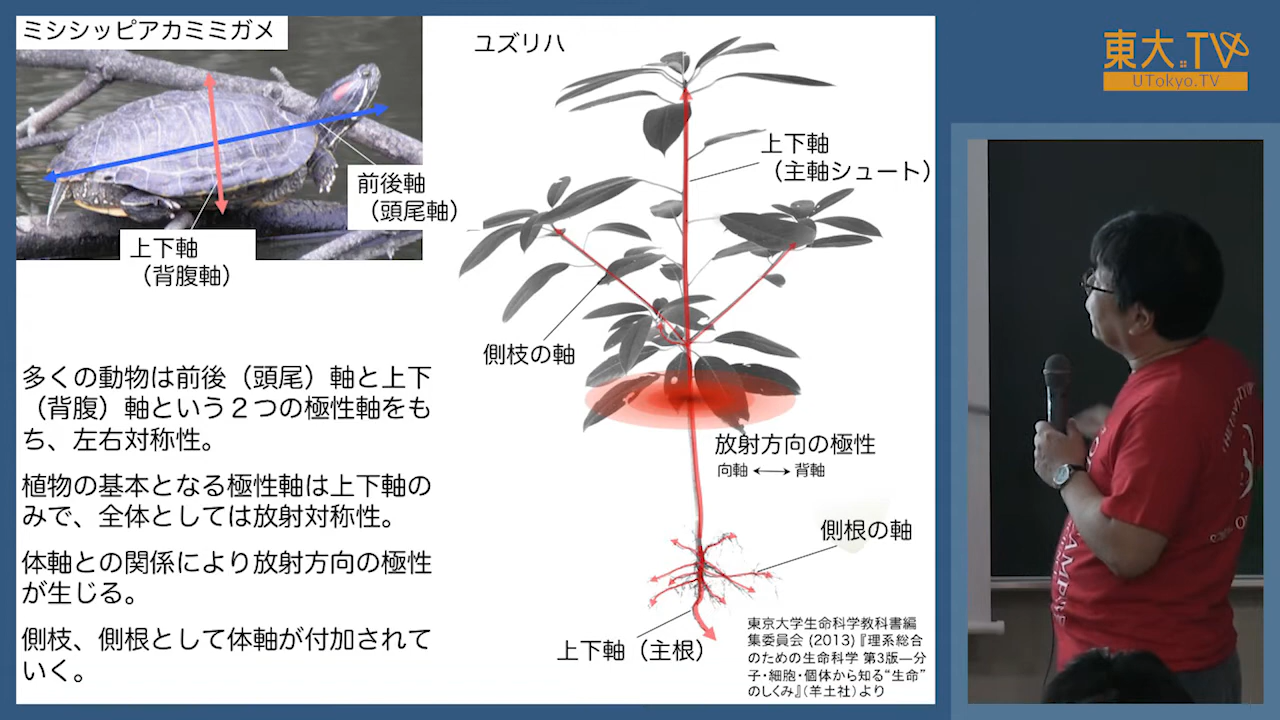 ミシシッピアカミミガメ
前後軸
（頭尾軸）
上下軸
（背腹軸）
多くの動物は前後（頭尾）軸と上下
（背腹）軸という２つの極性軸をも
ち、左右対称性。
植物の基本となる極性軸は上下軸の
みで、全体としては放射対称性。
体軸との関係により放射方向の極性
が生じる。
側枝、側根として体軸が付加されて
いく。
ユズリハ
上下軸
（主軸シュート）
側枝の軸
放射方向の極性
向軸 ⟷ 背軸
側根の軸
上下軸（主根）
東京大学生命科学教科書編
集委員会 (2013)『理系総合
のための生命科学 第3版—分
子・細胞・個体から知る“生命”
のしくみ』（羊土社）より
東大.TV
UTokyo.TV